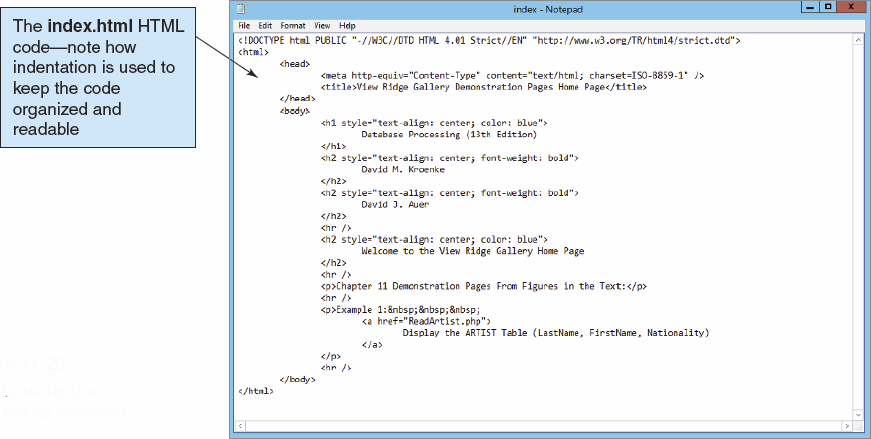 The index.html HTML
code—note how
indentation is used to
keep the code
organized and
readable
index - Notepad
File Edit Format View Help
<!DOCTYPE html PUBLIC "-//W3C//DTD HTML 4.01 Strict//EN" "http://www.w3.org/TR/html4/strict.dtd">
<html>
<head>
<meta http-equiv="Content-Type" content="text/html; charset=ISO-8859-1" />
<title>View Ridge Gallery Demonstration Pages Home Page</title>
</head>
<body>
<h1 style="text-align: center; color: blue">
Database Processing (13th Edition)
</h1>
<h2 style="text-align: center; font-weight: bold">
David M. Kroenke
</h2>
<h2 style="text-align: center; font-weight: bold">
David J. Auer
</h2>
<hr />
<h2 style="text-align: center; color: blue">
Welcome to the View Ridge Gallery Home Page
</h2>
<hr />
<p>Chapter 11 Demonstration Pages From Figures in the Text:</p>
<hr />
<p>Example 1:&nbsp;&nbsp;&nbsp;
<a href="ReadArtist.php">
Display the ARTIST Table (LastName, FirstName, Nationality)
</a>
</p>
<hr />
</body>
</html>